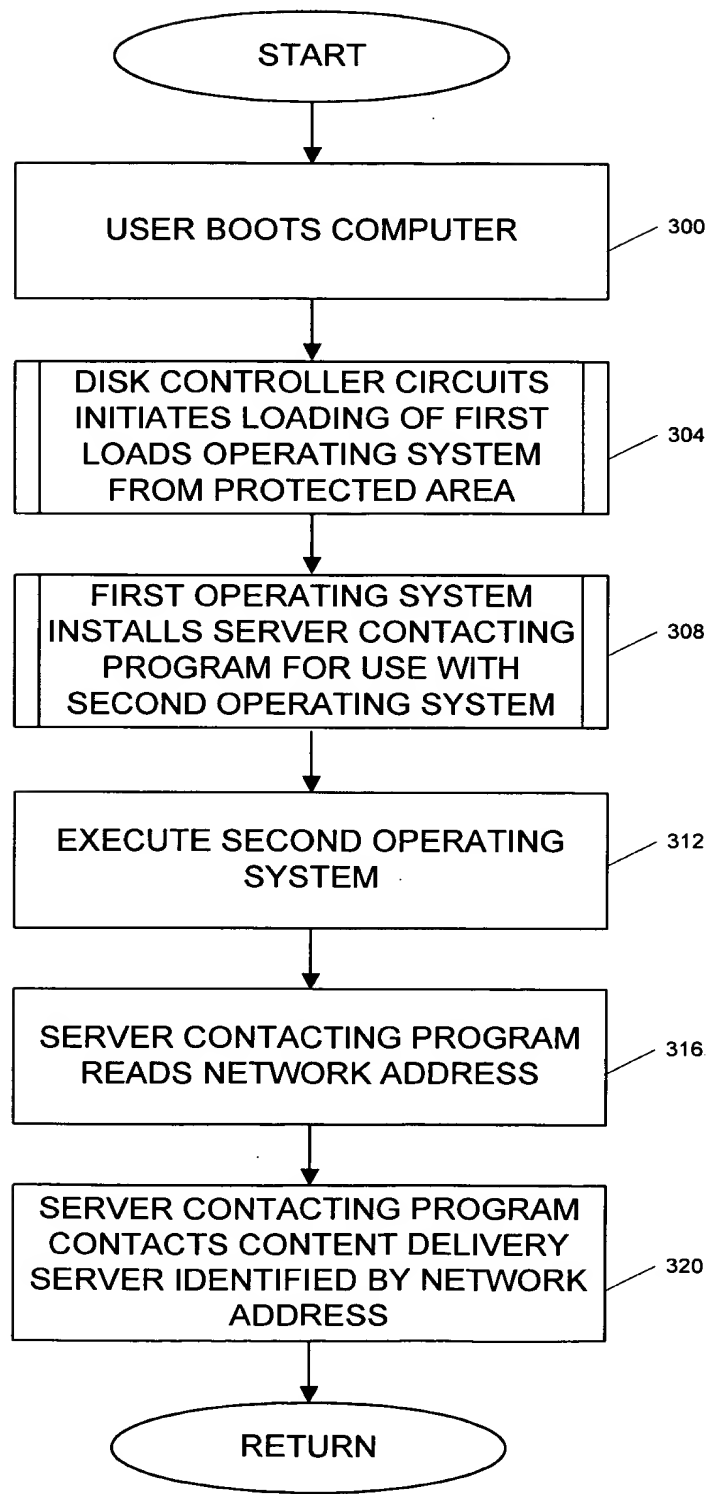 START
USER BOOTS COMPUTER
300
DISK CONTROLLER CIRCUITS
INITIATES LOADING OF FIRST
LOADS OPERATING SYSTEM
FROM PROTECTED AREA
304
FIRST OPERATING SYSTEM
INSTALLS SERVER CONTACTING
PROGRAM FOR USE WITH
SECOND OPERATING SYSTEM
308
EXECUTE SECOND OPERATING
SYSTEM
312
SERVER CONTACTING PROGRAM
READS NETWORK ADDRESS
316
SERVER CONTACTING PROGRAM
CONTACTS CONTENT DELIVERY
SERVER IDENTIFIED BY NETWORK
ADDRESS
320
RETURN